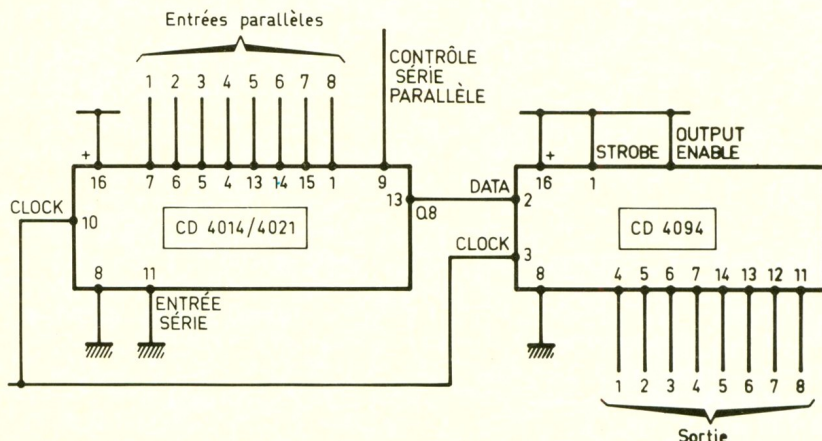 Entrées parallèles
1 2 3 4 5 6 7 8
CONTRÔLE
SÉRIE
PARALLÈLE
+
16 7 6 5 4 13 14 15 1 9
CLOCK
10
CD 4014/4021
13 Q8
8 11
ENTRÉE
SÉRIE
+
16 1
STROBE
OUTPUT
ENABLE
DATA
2
CLOCK
3
CD 4094
8
4 5 6 7 14 13 12 11
1 2 3 4 5 6 7 8
Sortie